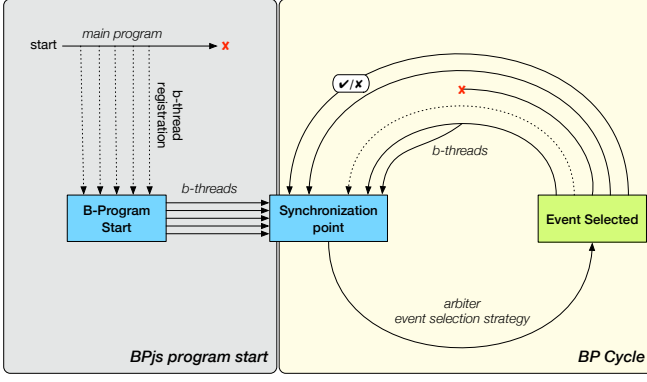 main program
start
x
b-thread
registration
✔/✘
x
b-threads
b-threads
B-Program
Start
Synchronization
point
Event Selected
arbiter
event selection strategy
BPjs program start
BP Cycle